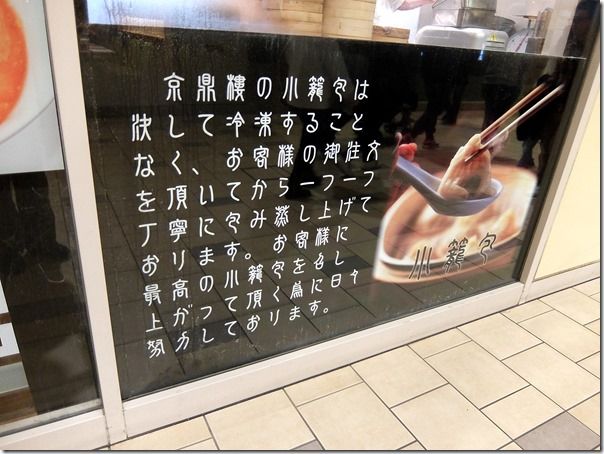 京鼎樓の小籠包は
決して冷凍すること
なく、お客様の御注文
を頂いてから一つ一つ
丁寧に包み蒸し上げて
おります。お客様に
最高の小籠包を召し
上がって頂く為に日々
努力しております。
小籠包